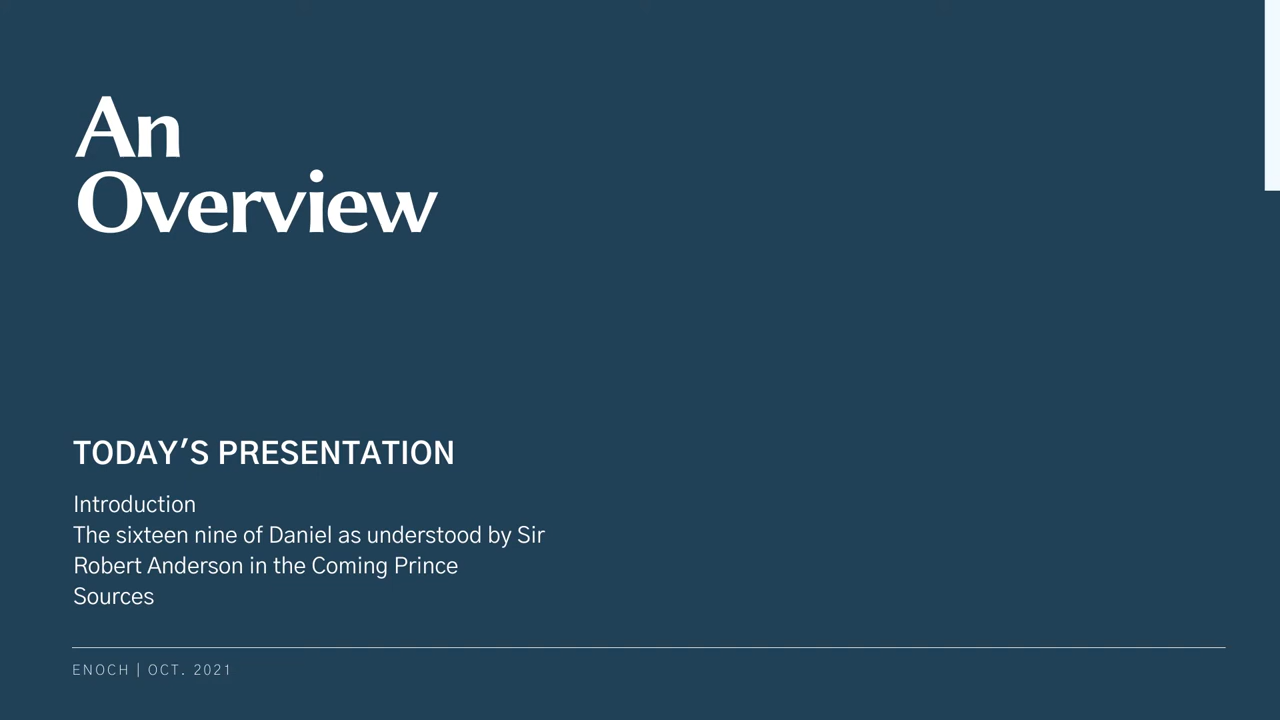 An
Overview
TODAY'S PRESENTATION
Introduction
The sixteen nine of Daniel as understood by Sir
Robert Anderson in the Coming Prince
Sources
ENOCH | OCT. 2021